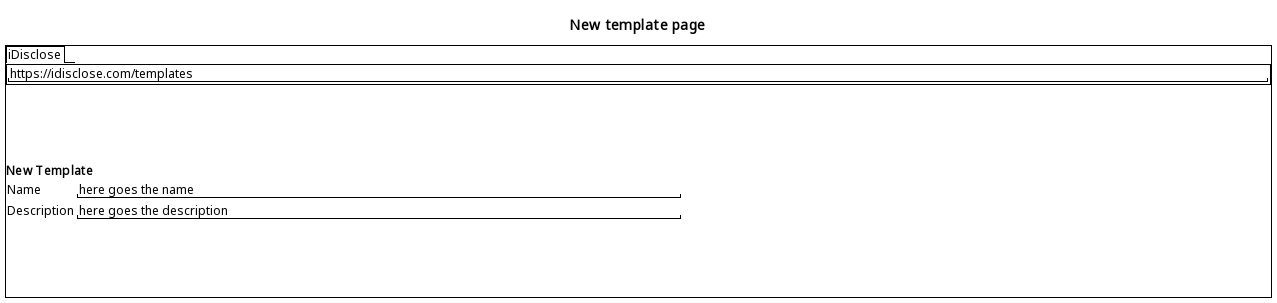 New template page
iDisclose
https://idisclose.com/templates
New Template
Name here goes the name
Description here goes the description